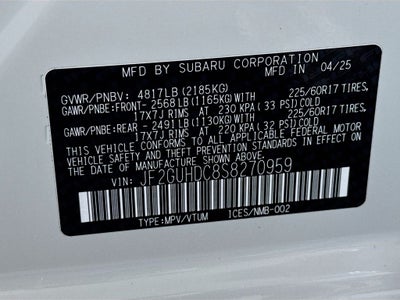 MFD. BY SUBARU CORPORATION 04/25
GVWR/PNBV: 4817LB(2185KG)
GAWR/PNBE:FRONT- 2568LB(1165KG)WITH 225/60R17 TIRES,
17X7J RIMS AT 230 KPA( 33 PSI)COLD
GAWR/PNBE:REAR - 2491LB(1130KG)WITH 225/60R17 TIRES,
17X7J RIMS AT 220 KPA( 32 PSI)COLD
THIS VEHICLE CONFORMS TO ALL APPLICABLE FEDERAL MOTOR
VEHICLE SAFETY AND THEFT PREVENTION STANDARDS IN EFFECT ON
THE DATE OF MANUFACTURE SHOWN ABOVE.
VIN: JF2GUHDC8S8270959
TYPE:MPV/VTUM ICES/NMB-002